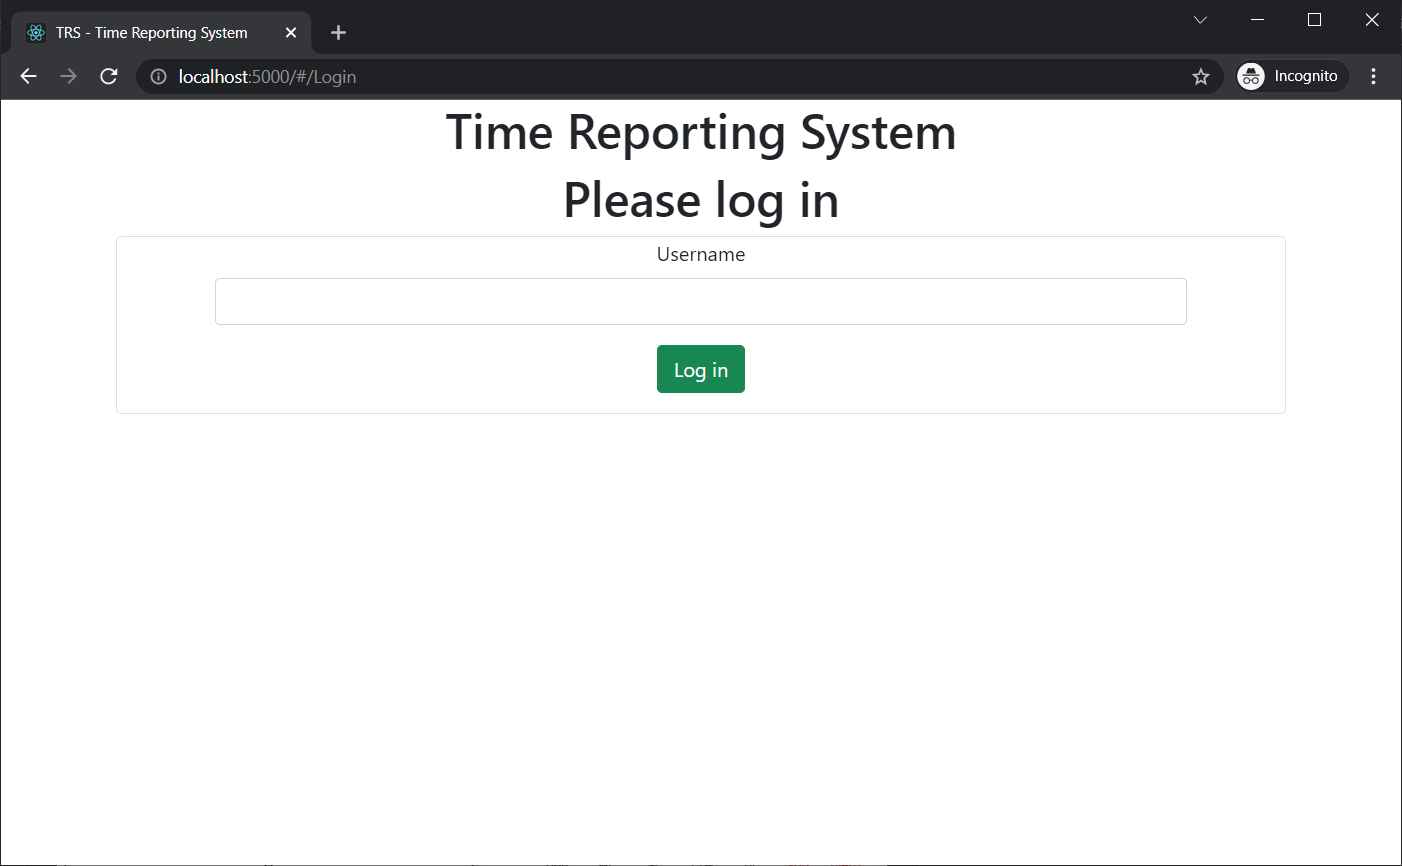 TRS - Time Reporting System
localhost:5000/#/Login
Incognito
Time Reporting System
Please log in
Username
Log in